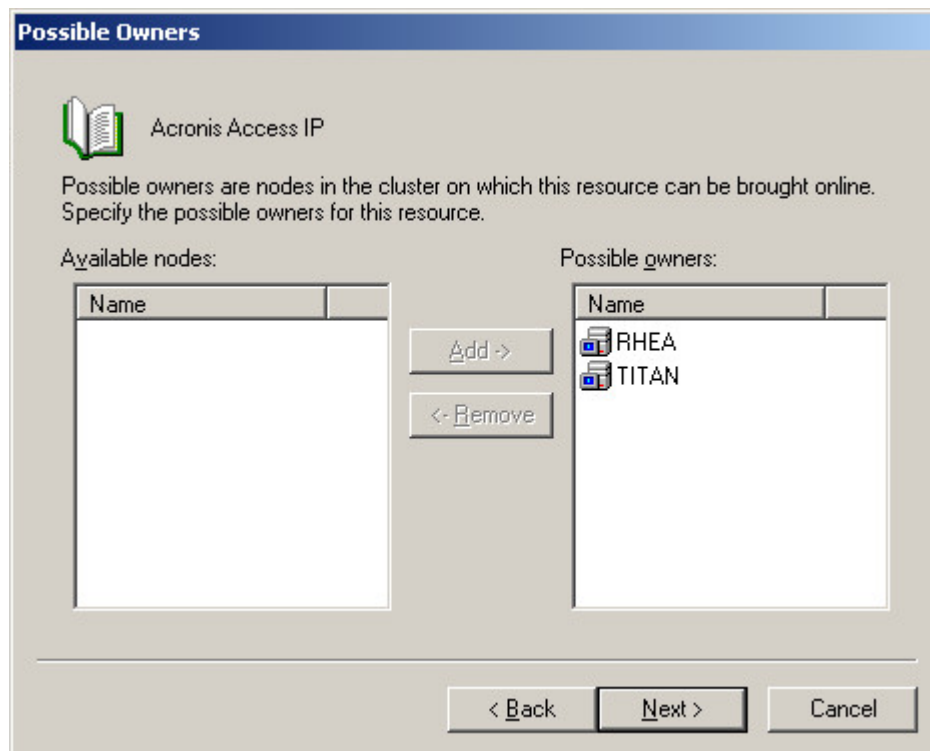 Possible Owners
Acronis Access IP
Possible owners are nodes in the cluster on which this resource can be brought online.
Specify the possible owners for this resource.
Available nodes:
Possible owners:
Name
Name
Add ->
RHEA
TITAN
<- Remove
< Back
Next >
Cancel